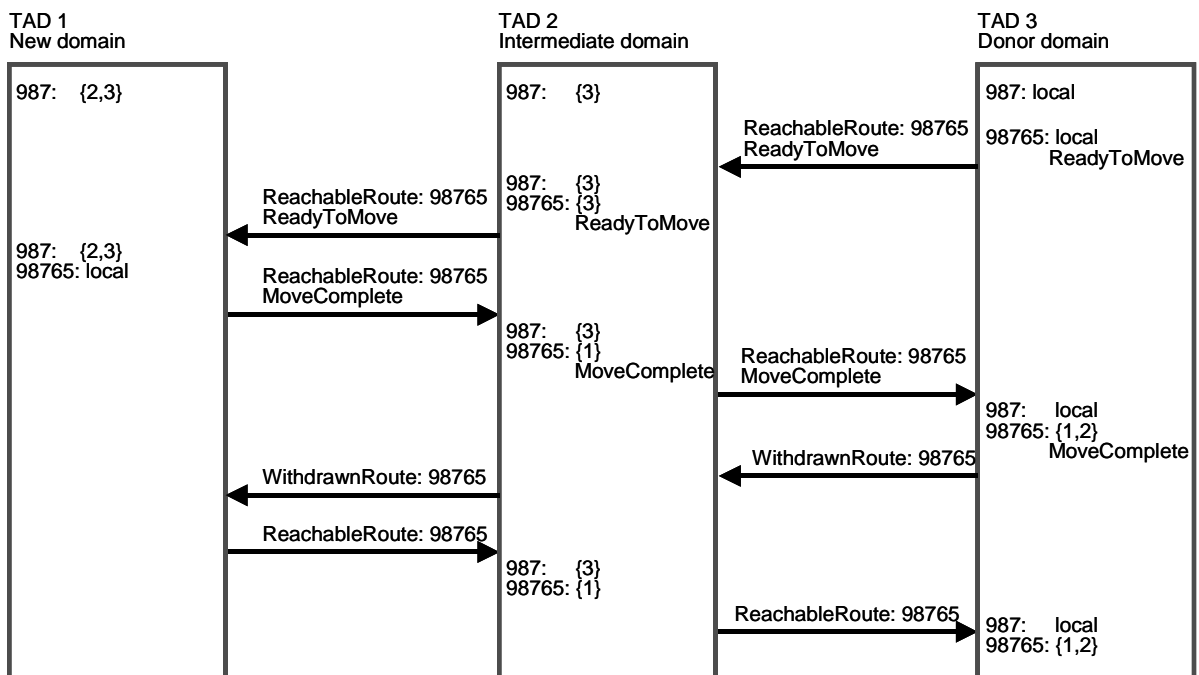 TAD 1
New domain
TAD 2
Intermediate domain
TAD 3
Donor domain
987: {2,3}
987: {3}
987: local
ReachableRoute: 98765
ReadyToMove
98765: local
ReadyToMove
987: {3}
98765: {3}
ReadyToMove
ReachableRoute: 98765
ReadyToMove
987: {2,3}
98765: local
ReachableRoute: 98765
MoveComplete
987: {3}
98765: {1}
MoveComplete
ReachableRoute: 98765
MoveComplete
987: local
98765: {1,2}
MoveComplete
WithdrawnRoute: 98765
WithdrawnRoute: 98765
ReachableRoute: 98765
987: {3}
98765: {1}
ReachableRoute: 98765
987: local
98765: {1,2}